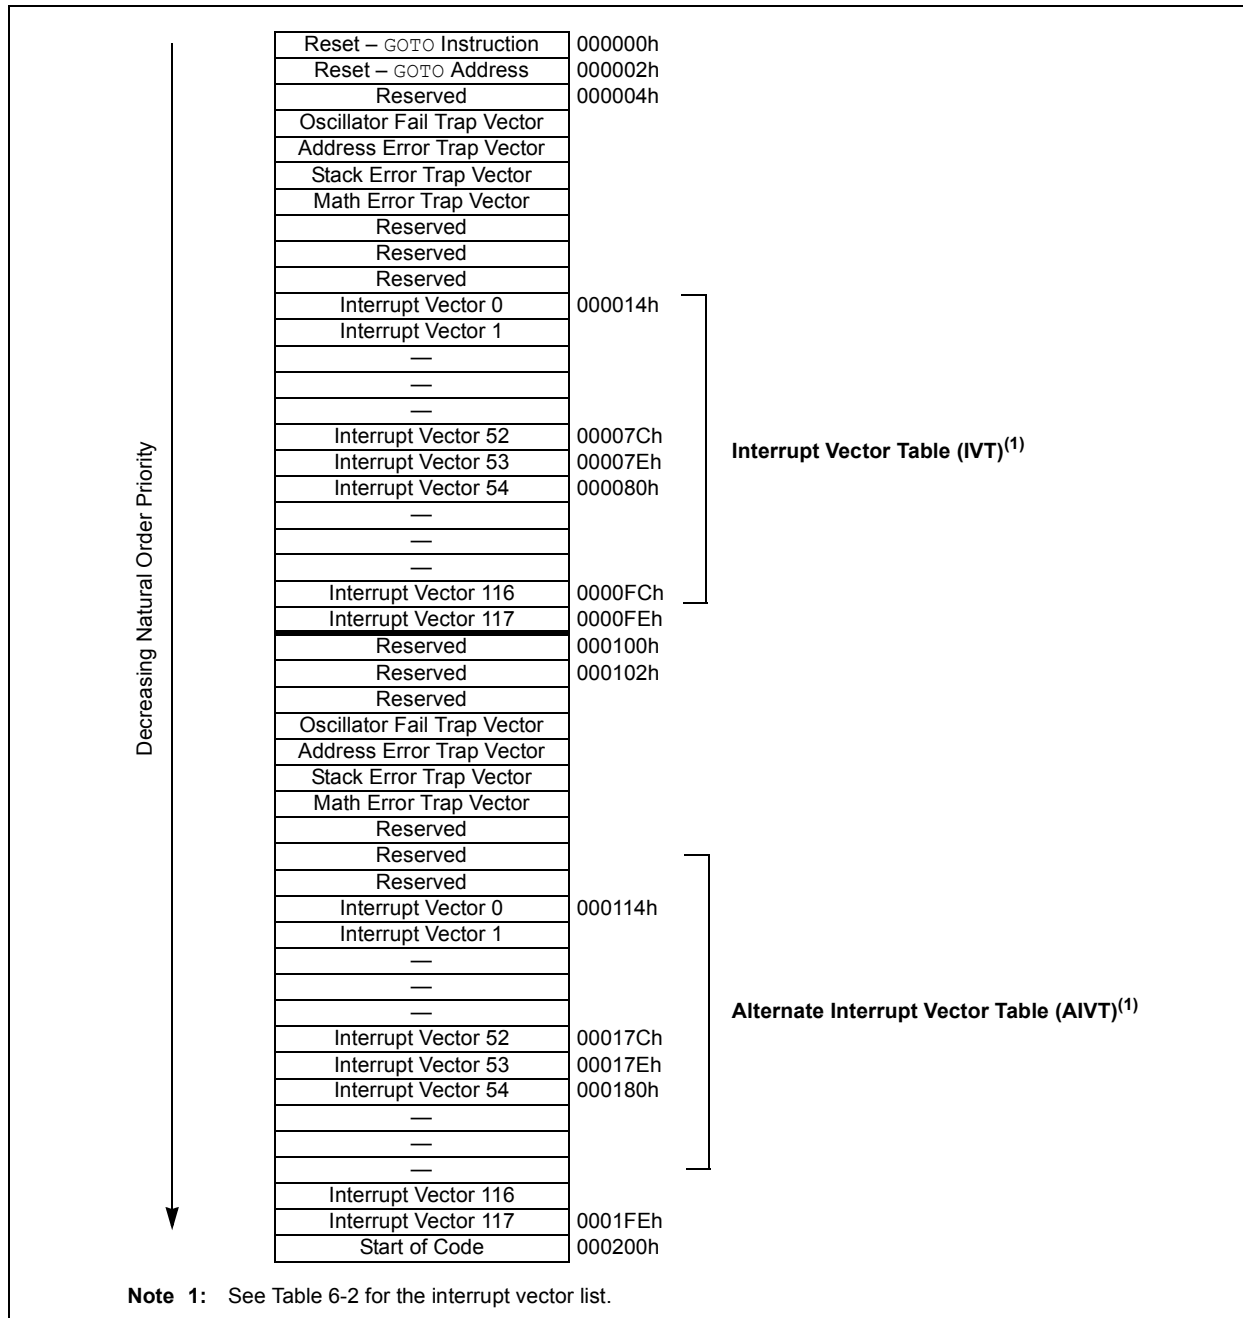 Reset – GOTO Instruction 000000h
Reset – GOTO Address 000002h
Reserved 000004h
Oscillator Fail Trap Vector
Address Error Trap Vector
Stack Error Trap Vector
Math Error Trap Vector
Reserved
Reserved
Reserved
Interrupt Vector 0 000014h
Interrupt Vector 1
—
—
—
Interrupt Vector 52 00007Ch
Interrupt Vector 53 00007Eh
Interrupt Vector 54 000080h
—
—
—
Interrupt Vector 116 0000FCh
Interrupt Vector 117 0000FEh
Reserved 000100h
Reserved 000102h
Reserved
Oscillator Fail Trap Vector
Address Error Trap Vector
Stack Error Trap Vector
Math Error Trap Vector
Reserved
Reserved
Reserved
Interrupt Vector 0 000114h
Interrupt Vector 1
—
—
—
Interrupt Vector 52 00017Ch
Interrupt Vector 53 00017Eh
Interrupt Vector 54 000180h
—
—
—
Interrupt Vector 116
Interrupt Vector 117 0001FEh
Start of Code 000200h
Decreasing Natural Order Priority
Interrupt Vector Table (IVT)(1)
Alternate Interrupt Vector Table (AIVT)(1)
Note 1: See Table 6-2 for the interrupt vector list.